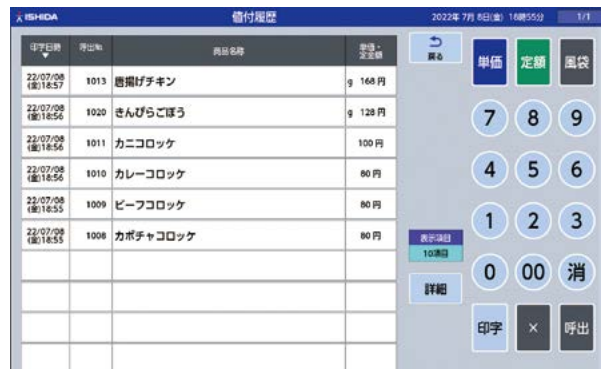 ISHIDA 値付履歴 2022年 7月 8日(金) 16時55分 1/1
印字日時 呼出№ 商品名称 単価・定金額 戻る 単価 定額 風袋
22/07/08 (金)18:57 1013 唐揚げチキン g 168 円
22/07/08 (金)18:56 1020 きんぴらごぼう g 128 円
22/07/08 (金)18:56 1011 カニコロッケ 100 円
22/07/08 (金)18:56 1010 カレーコロッケ 80 円
22/07/08 (金)18:55 1009 ビーフコロッケ 80 円
22/07/08 (金)18:55 1008 カボチャコロッケ 80 円
7 8 9
4 5 6
1 2 3
表示項目
10項目
0 00 消
詳細
印字 × 呼出